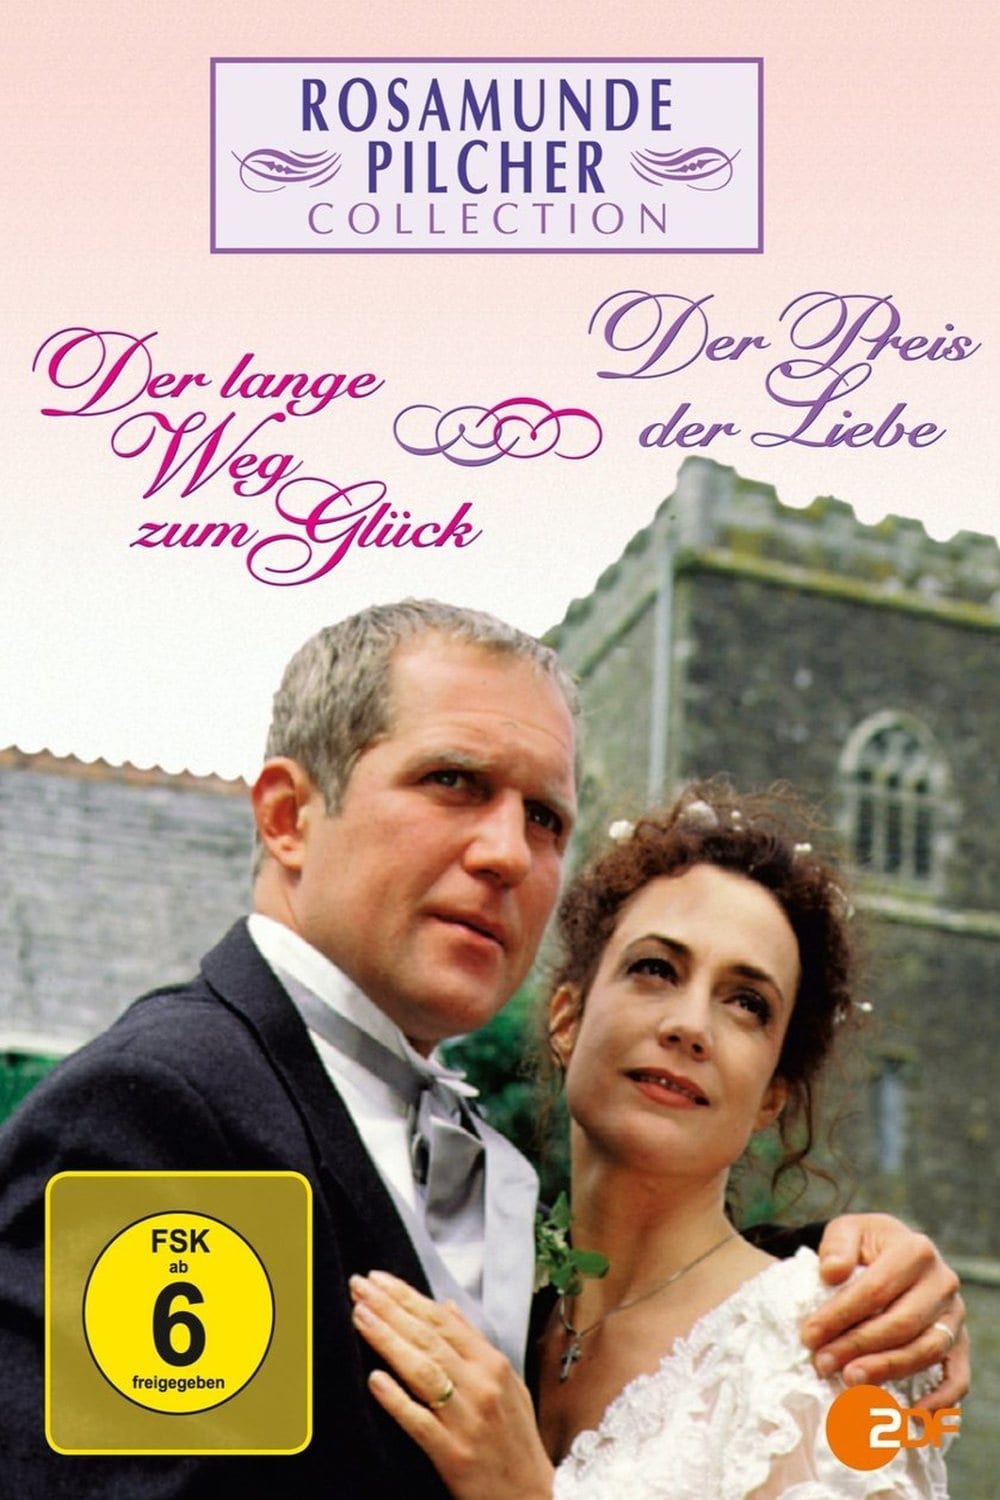 ROSAMUNDE
PILCHER
COLLECTION
Der lange
Weg
zum Glück
Der Preis
der Liebe
FSK
ab
6
freigegeben
2DF